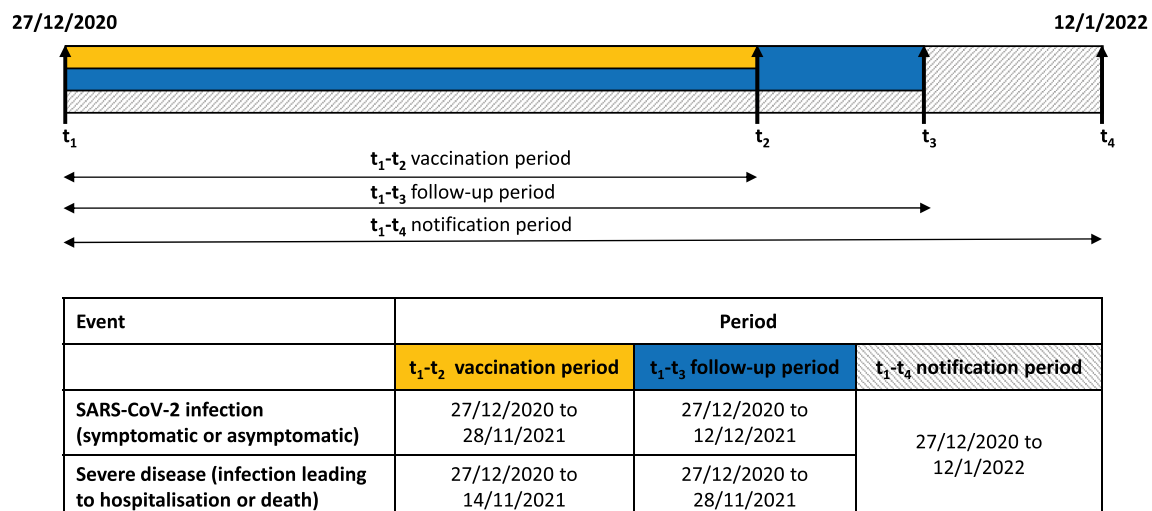 27/12/2020
12/1/2022
t₁
t₂
t₃
t₄
t₁-t₂ vaccination period
t₁-t₃ follow-up period
t₁-t₄ notification period
Event
Period
t₁-t₂ vaccination period
t₁-t₃ follow-up period
t₁-t₄ notification period
SARS-CoV-2 infection
(symptomatic or asymptomatic)
27/12/2020 to
28/11/2021
27/12/2020 to
12/12/2021
27/12/2020 to
12/1/2022
Severe disease (infection leading
to hospitalisation or death)
27/12/2020 to
14/11/2021
27/12/2020 to
28/11/2021